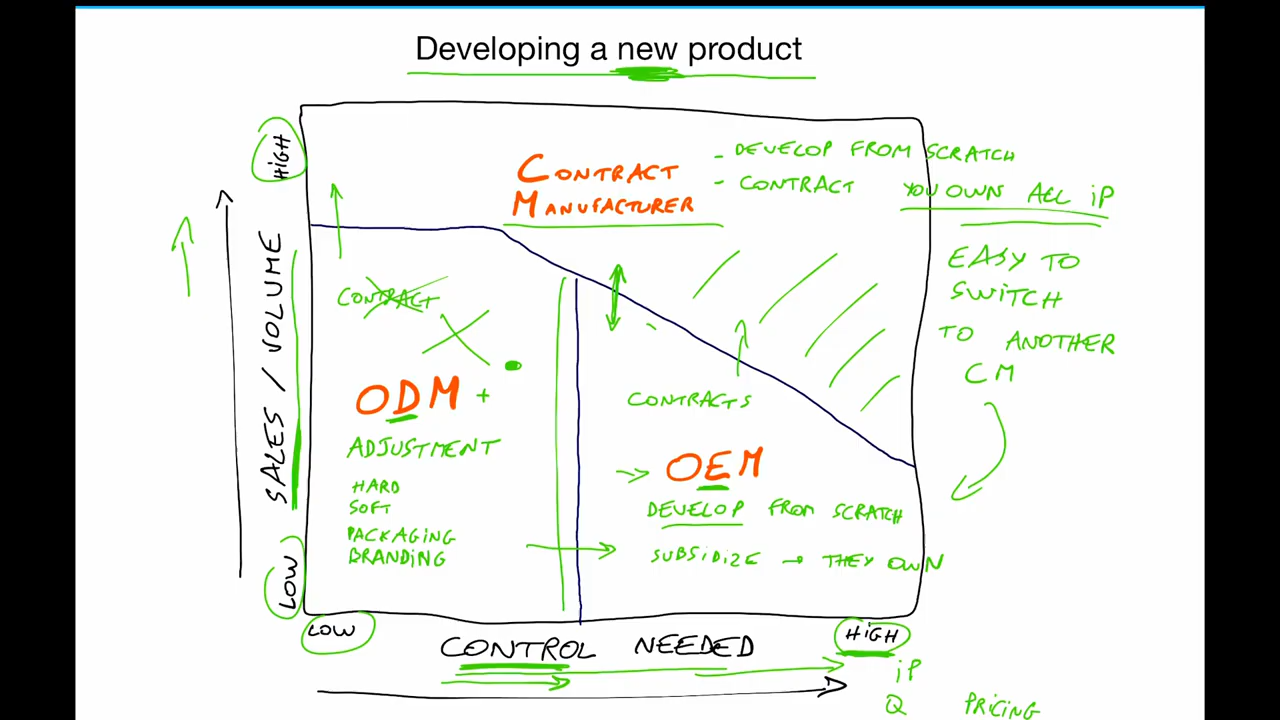 Developing a new product
HIGH
SALES / VOLUME
LOW
CONTRACT
MANUFACTURER
- DEVELOP FROM SCRATCH
- CONTRACT YOU OWN ALL iP
EASY TO
SWITCH
TO ANOTHER
CM
CONTRACT
ODM +
ADJUSTMENT
HARD
SOFT
PACKAGING
BRANDING
CONTRACTS
OEM
DEVELOP FROM SCRATCH
SUBSIDIZE → THEY OWN
LOW
CONTROL NEEDED
HIGH
iP
Q PRICING